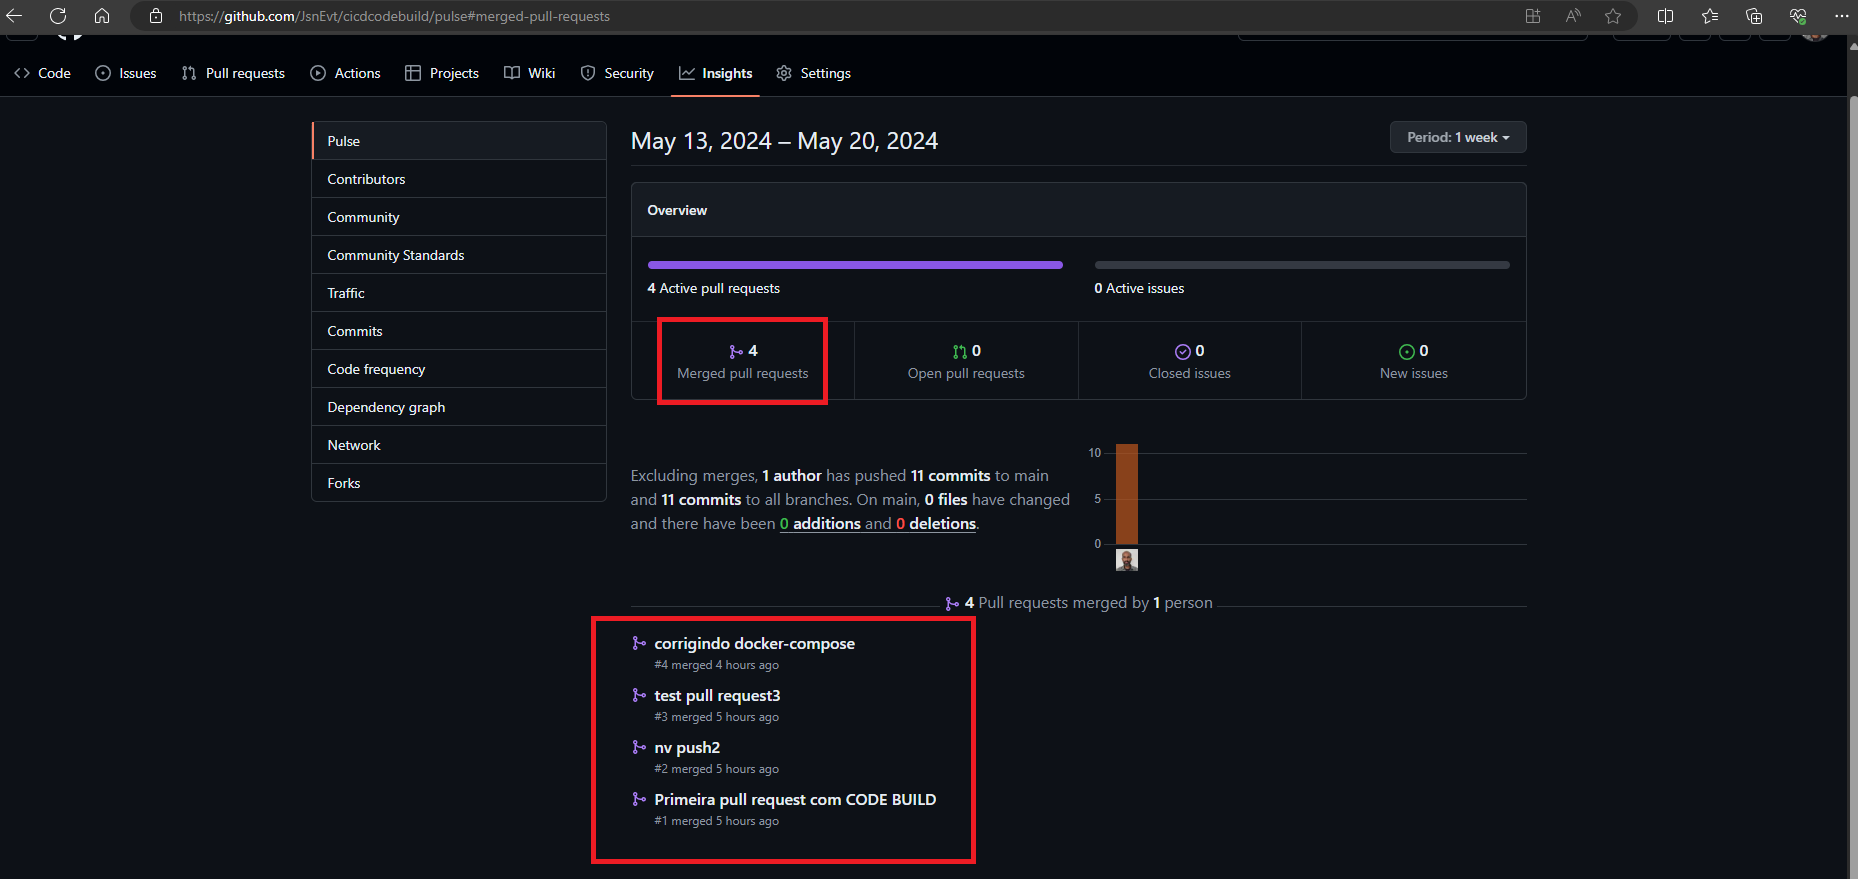 https://github.com/JsnEvt/cicdcodebuild/pulse#merged-pull-requests
Code Issues Pull requests Actions Projects Wiki Security Insights Settings
Pulse
Contributors
Community
Community Standards
Traffic
Commits
Code frequency
Dependency graph
Network
Forks
May 13, 2024 – May 20, 2024
Period: 1 week
Overview
4 Active pull requests
0 Active issues
4
Merged pull requests
0
Open pull requests
0
Closed issues
0
New issues
Excluding merges, 1 author has pushed 11 commits to main
and 11 commits to all branches. On main, 0 files have changed
and there have been 0 additions and 0 deletions.
10
5
0
4 Pull requests merged by 1 person
corrigindo docker-compose
#4 merged 4 hours ago
test pull request3
#3 merged 5 hours ago
nv push2
#2 merged 5 hours ago
Primeira pull request com CODE BUILD
#1 merged 5 hours ago